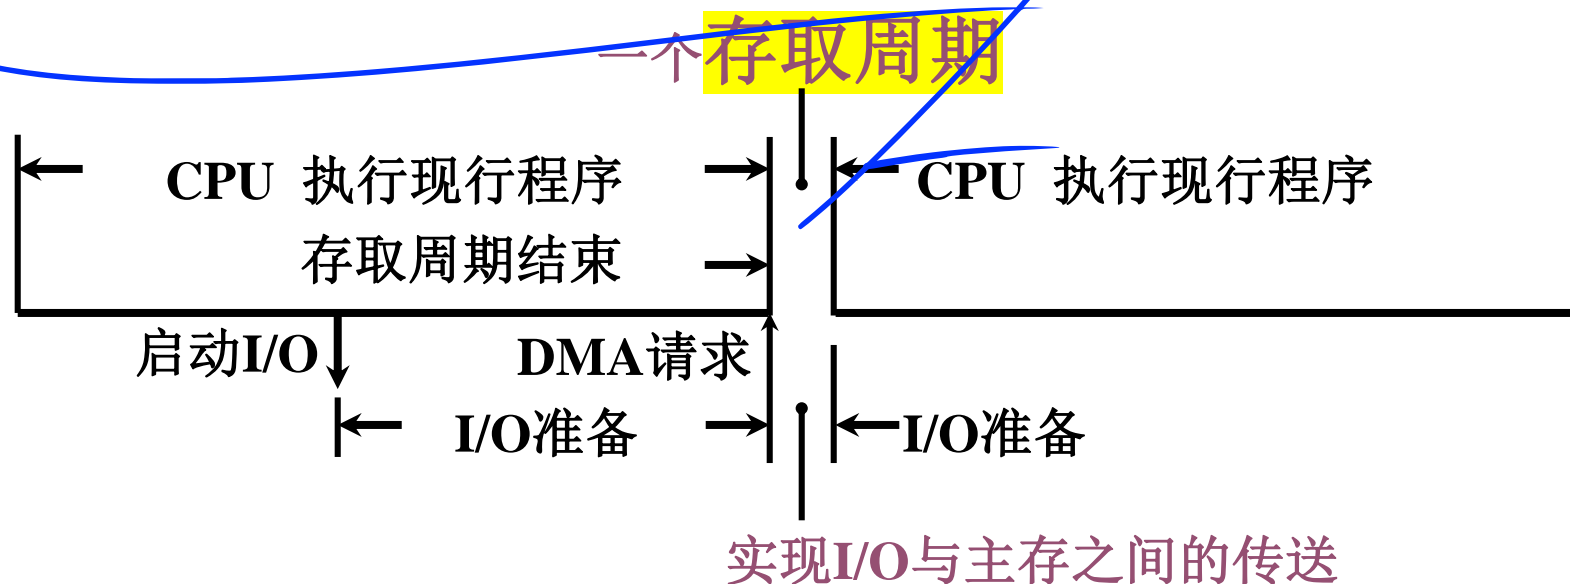 一个存取周期
CPU 执行现行程序
CPU 执行现行程序
存取周期结束
启动I/O
DMA请求
I/O准备
I/O准备
实现I/O与主存之间的传送